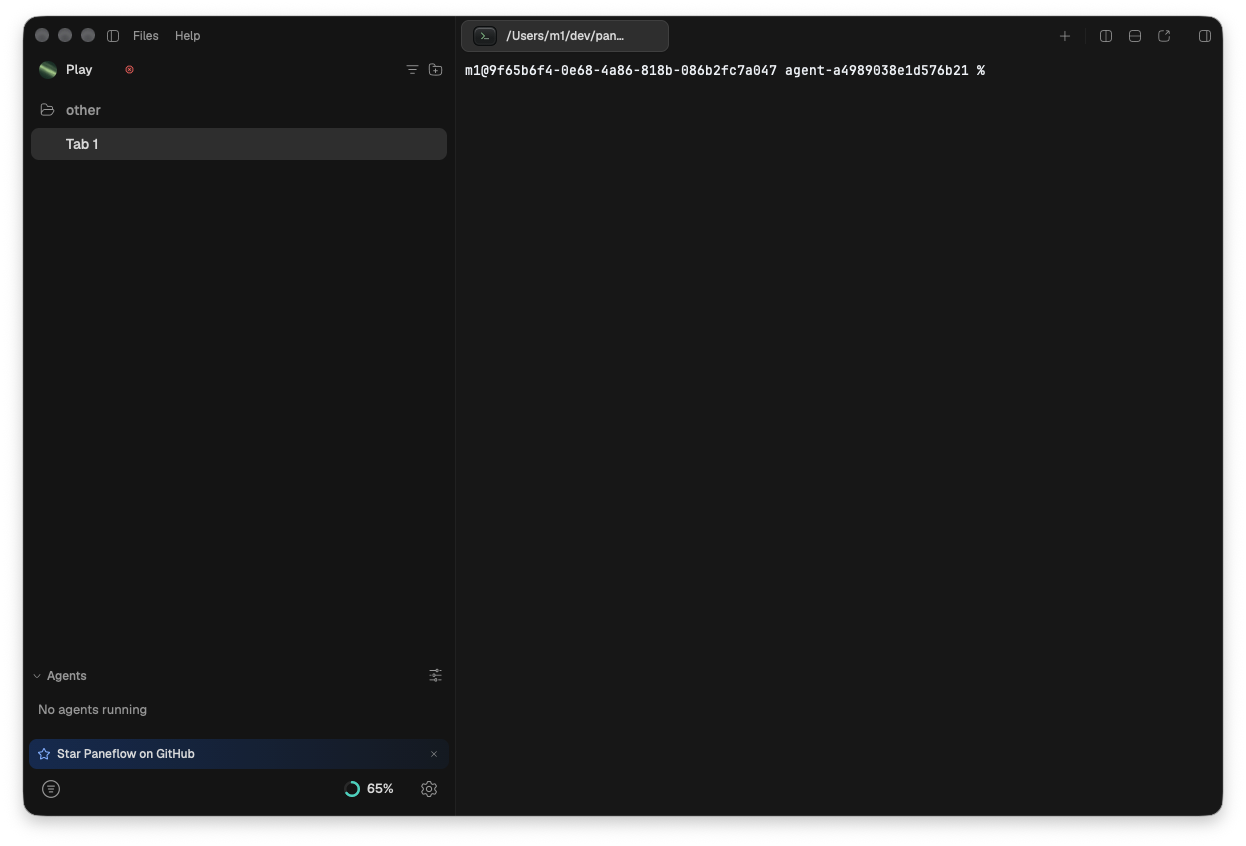 Files Help
/Users/m1/dev/pan...
Play
m1@9f65b6f4-0e68-4a86-818b-086b2fc7a047 agent-a4989038e1d576b21 %
other
Tab 1
Agents
No agents running
Star Paneflow on GitHub
65%